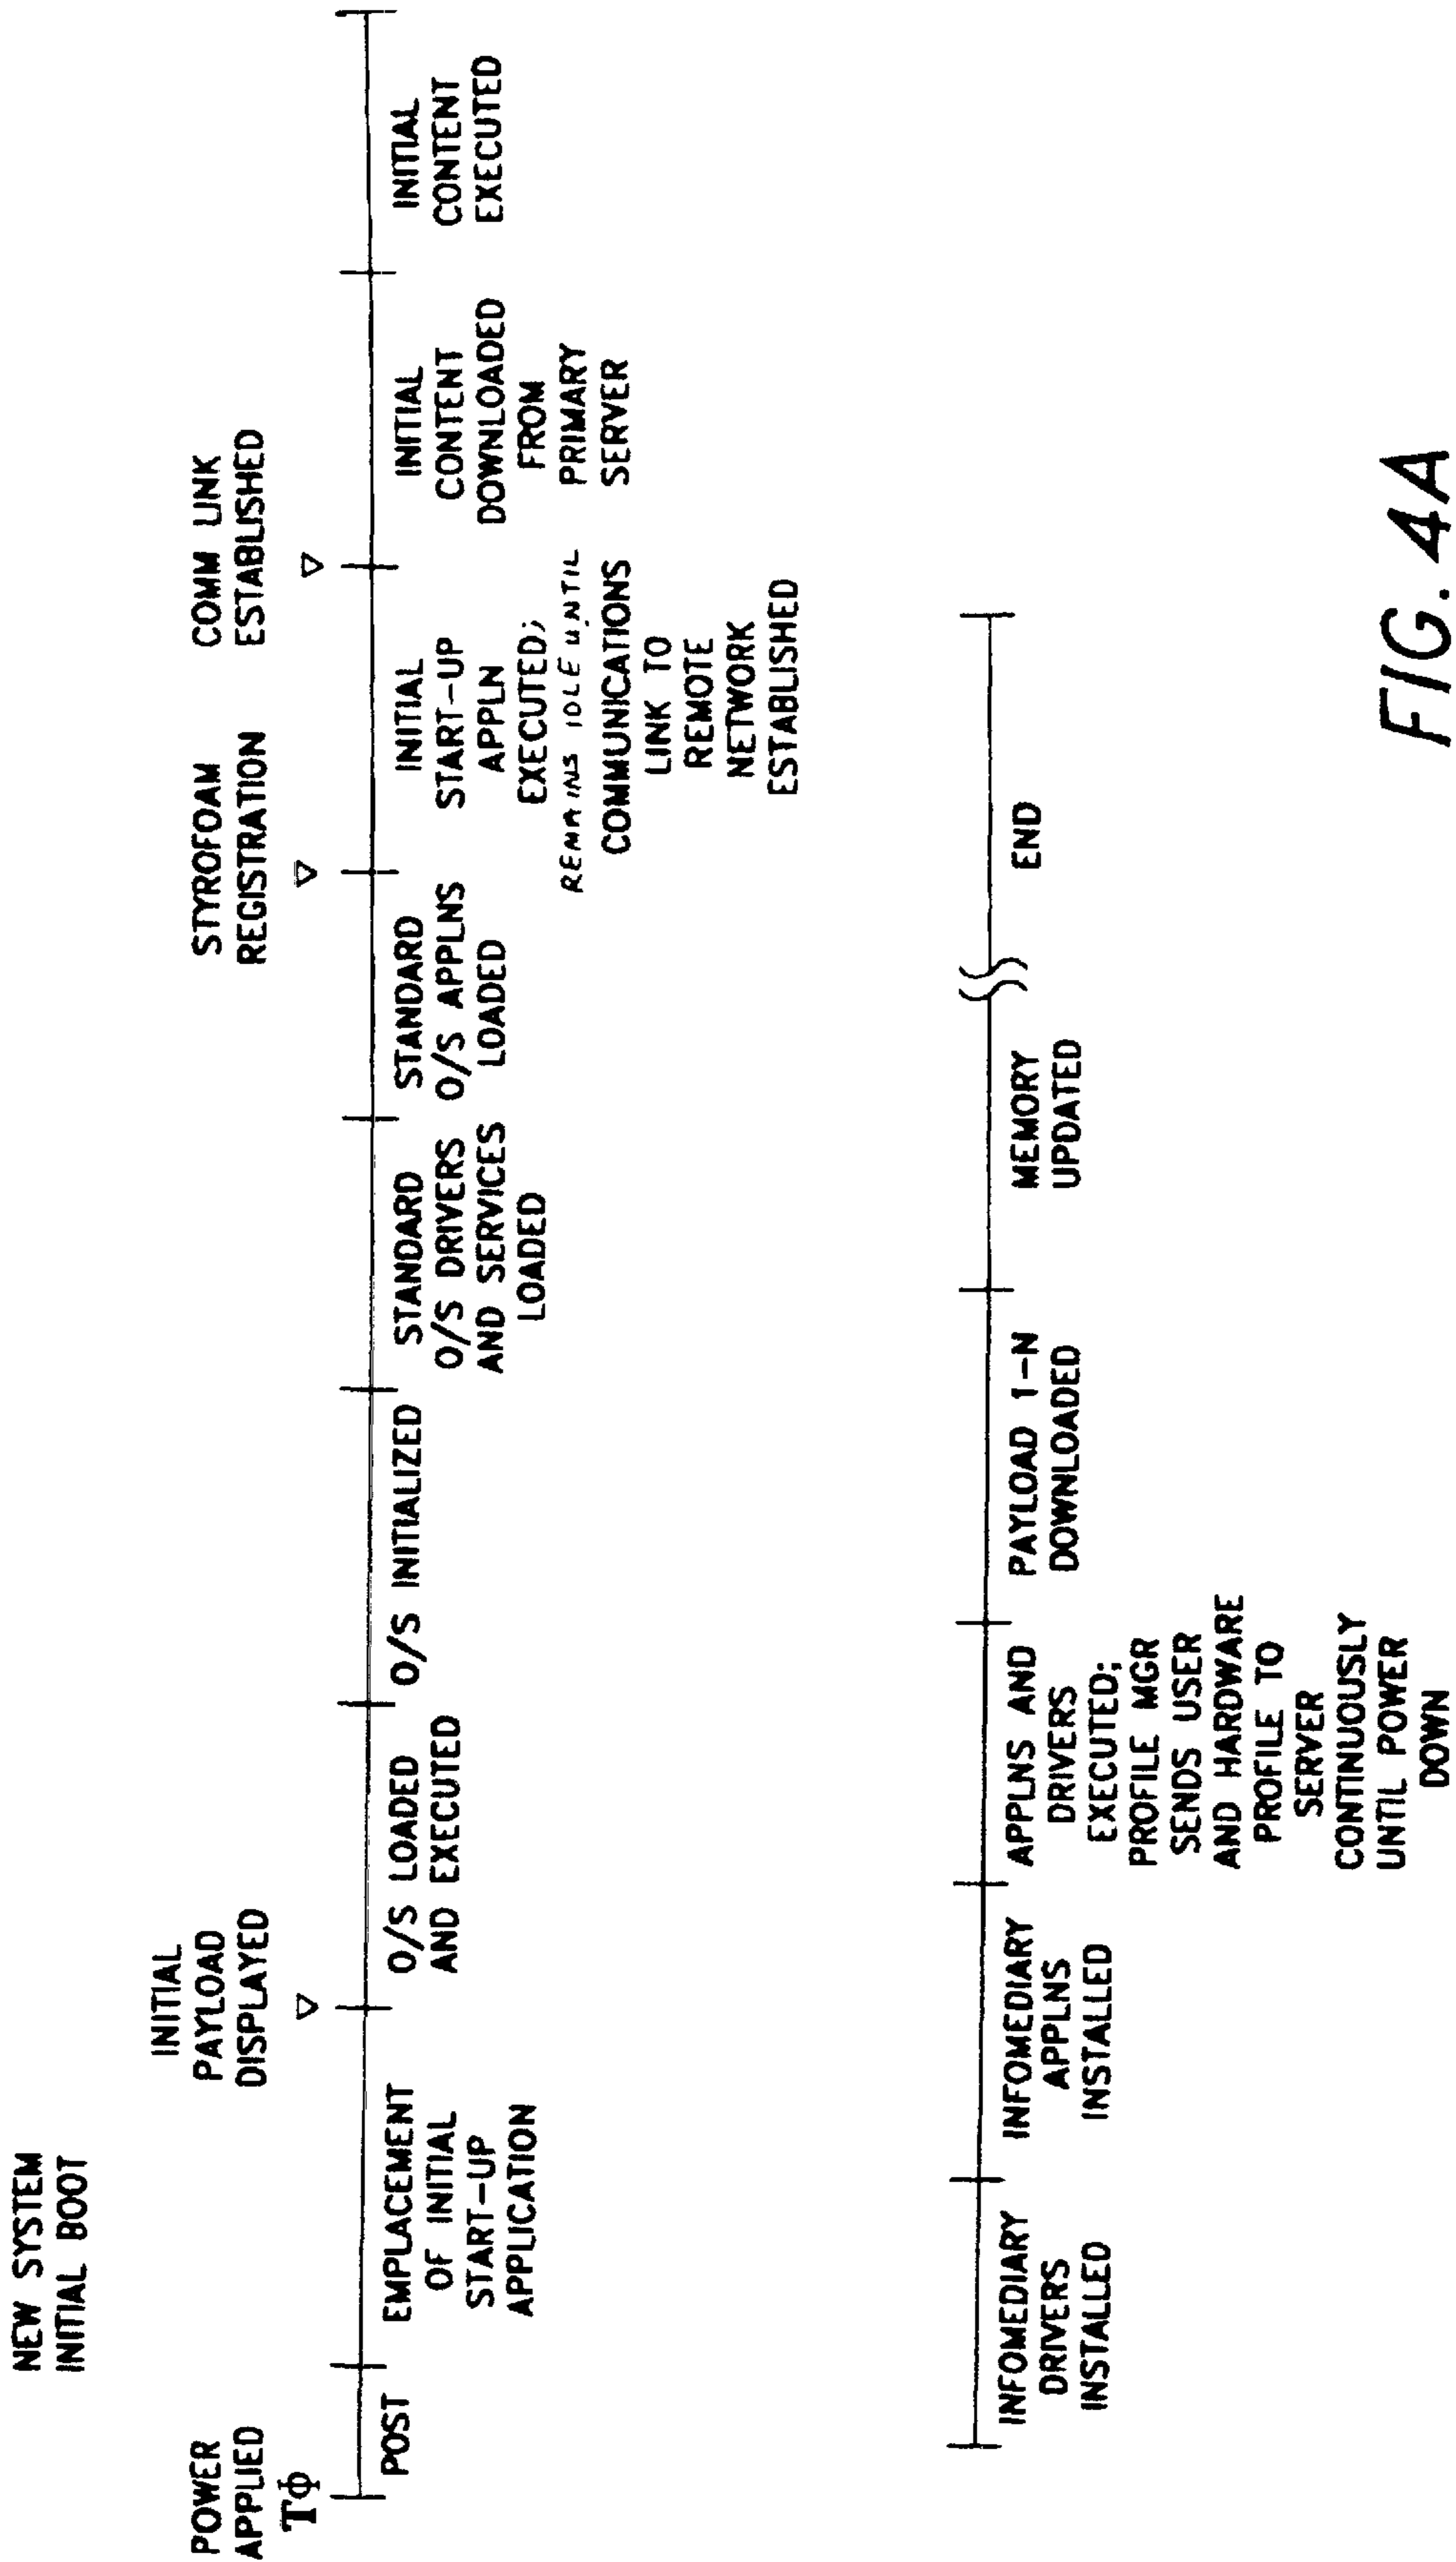 NEW SYSTEM
INITIAL BOOT
POWER
APPLIED
TΦ
INITIAL
PAYLOAD
DISPLAYED
STYROFOAM
REGISTRATION
COMM LINK
ESTABLISHED
POST
EMPLACEMENT
OF INITIAL
START-UP
APPLICATION
O/S LOADED
AND EXECUTED
O/S INITIALIZED
STANDARD
O/S DRIVERS
AND SERVICES
LOADED
STANDARD
O/S APPLNS
LOADED
INITIAL
START-UP
APPLN
EXECUTED;
REMAINS IDLE UNTIL
COMMUNICATIONS
LINK TO
REMOTE
NETWORK
ESTABLISHED
INITIAL
CONTENT
DOWNLOADED
FROM
PRIMARY
SERVER
INITIAL
CONTENT
EXECUTED
INFOMEDIARY
DRIVERS
INSTALLED
INFOMEDIARY
APPLNS
INSTALLED
APPLNS AND
DRIVERS
EXECUTED;
PROFILE MGR
SENDS USER
AND HARDWARE
PROFILE TO
SERVER
CONTINUOUSLY
UNTIL POWER
DOWN
PAYLOAD 1-N
DOWNLOADED
MEMORY
UPDATED
END
FIG. 4A